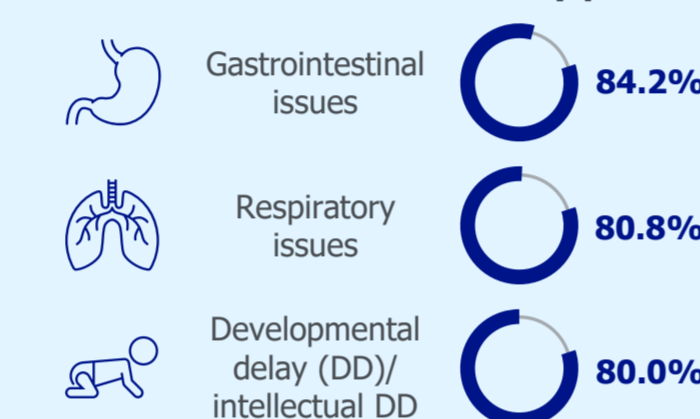 Gastrointestinal
issues
84.2%
Respiratory
issues
80.8%
Developmental
delay (DD)/
intellectual DD
80.0%